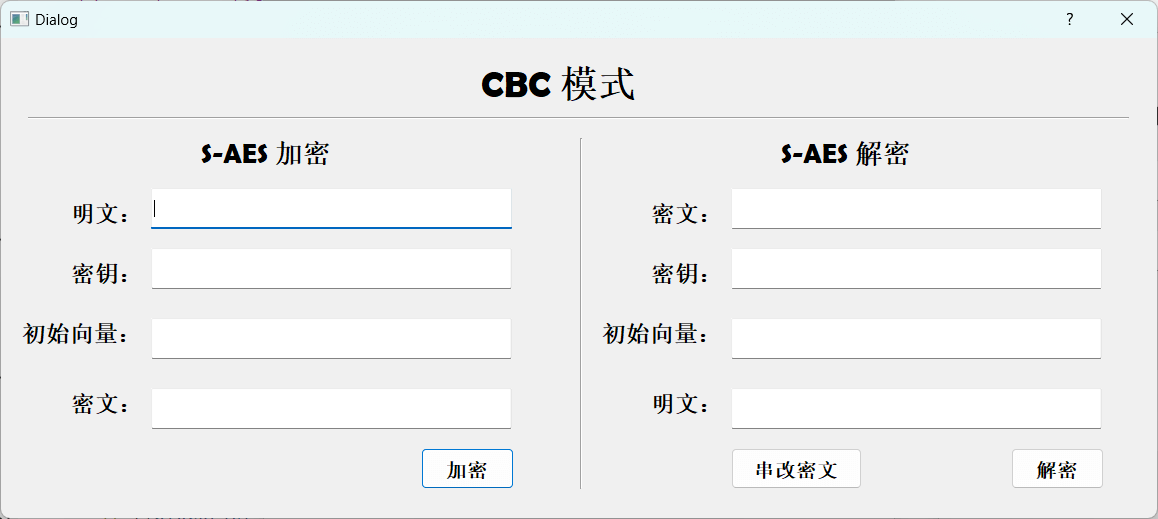 Dialog
CBC 模式
S-AES 加密
明文：
密钥：
初始向量：
密文：
加密
S-AES 解密
密文：
密钥：
初始向量：
明文：
串改密文
解密